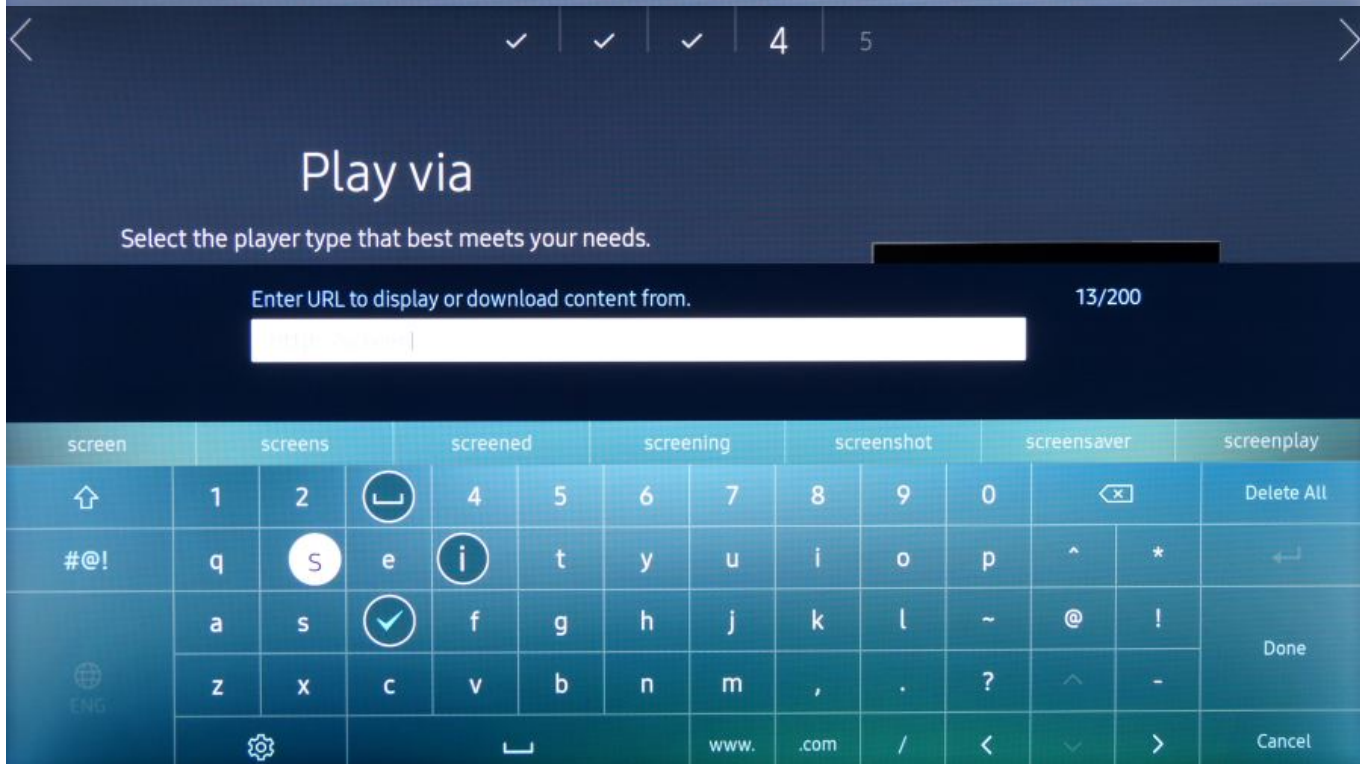 4 5
Play via
Select the player type that best meets your needs.
Enter URL to display or download content from. 13/200
screen screens screened screening screenshot screensaver screenplay
1 2 4 5 6 7 8 9 0 Delete All
#@! q s e i t y u i o p ^ *
a s f g h j k l ~ @ !
Done
ENG z x c v b n m , . ? -
www. .com / < > Cancel